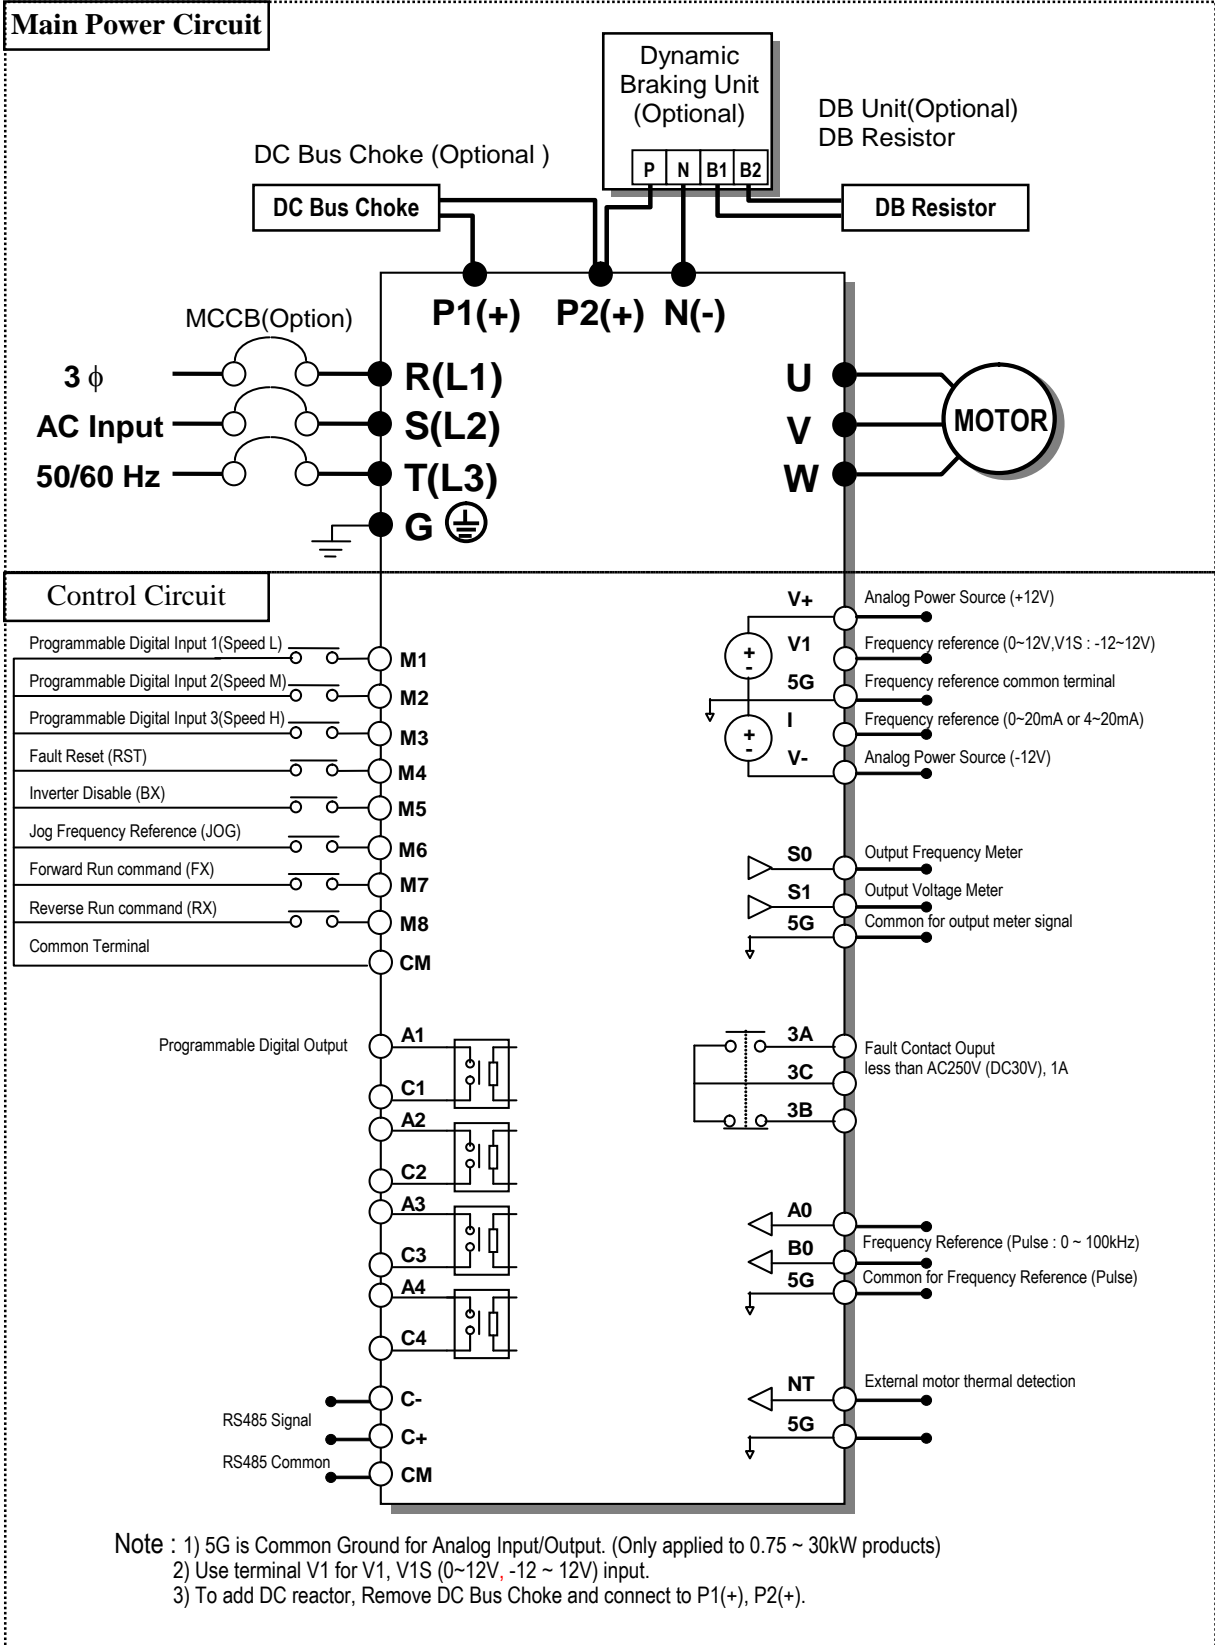 Main Power Circuit
Dynamic
Braking Unit
(Optional)
P N B1 B2
DB Unit(Optional)
DB Resistor
DC Bus Choke (Optional )
DC Bus Choke
DB Resistor
P1(+) P2(+) N(-)
MCCB(Option)
3 ϕ
AC Input
50/60 Hz
R(L1)
S(L2)
T(L3)
G
U
V
W
MOTOR
Control Circuit
Programmable Digital Input 1(Speed L)
M1
Programmable Digital Input 2(Speed M)
M2
Programmable Digital Input 3(Speed H)
M3
Fault Reset (RST)
M4
Inverter Disable (BX)
M5
Jog Frequency Reference (JOG)
M6
Forward Run command (FX)
M7
Reverse Run command (RX)
M8
Common Terminal
CM
V+ Analog Power Source (+12V)
+
-
V1 Frequency reference (0~12V,V1S : -12~12V)
5G Frequency reference common terminal
+
-
I Frequency reference (0~20mA or 4~20mA)
V- Analog Power Source (-12V)
S0 Output Frequency Meter
S1 Output Voltage Meter
5G Common for output meter signal
Programmable Digital Output
A1
C1
A2
C2
A3
C3
A4
C4
3A
3C
3B
Fault Contact Ouput
less than AC250V (DC30V), 1A
A0
B0
Frequency Reference (Pulse : 0 ~ 100kHz)
5G Common for Frequency Reference (Pulse)
NT External motor thermal detection
5G
C-
RS485 Signal
C+
RS485 Common
CM
Note : 1) 5G is Common Ground for Analog Input/Output. (Only applied to 0.75 ~ 30kW products)
2) Use terminal V1 for V1, V1S (0~12V, -12 ~ 12V) input.
3) To add DC reactor, Remove DC Bus Choke and connect to P1(+), P2(+).